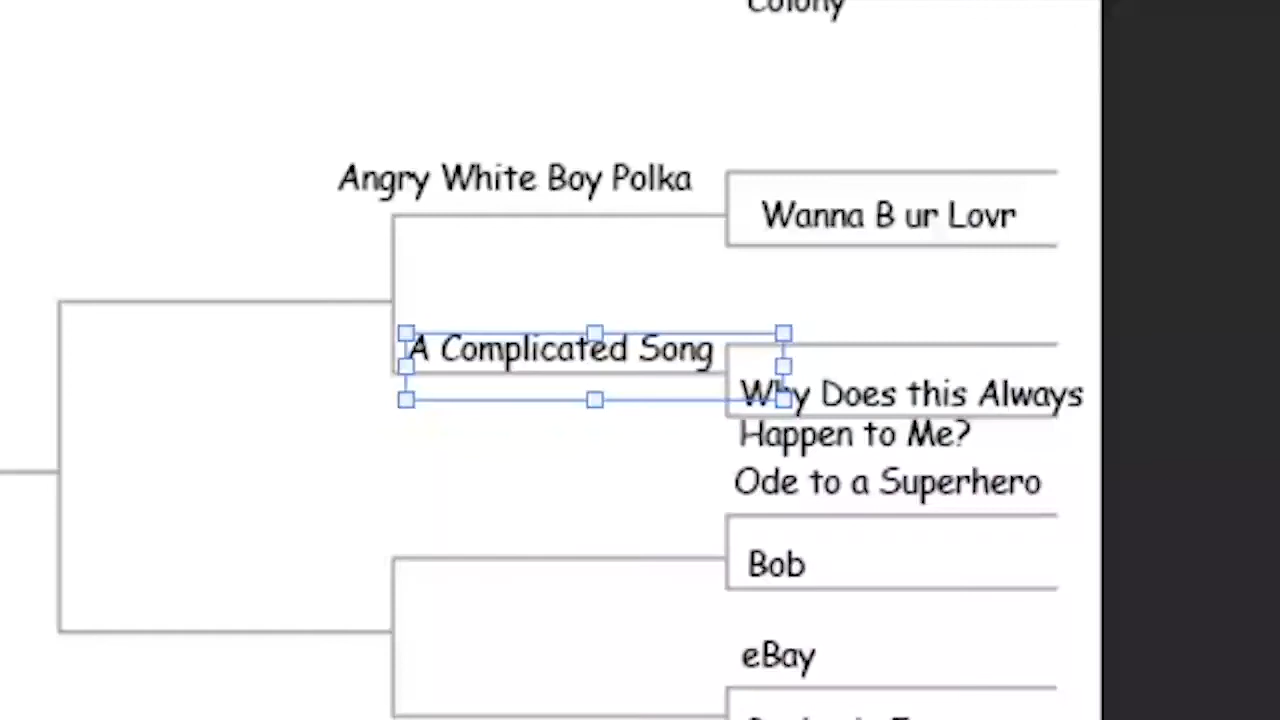 Colony
Angry White Boy Polka
Wanna B ur Lovr
A Complicated Song
Why Does this Always
Happen to Me?
Ode to a Superhero
Bob
eBay